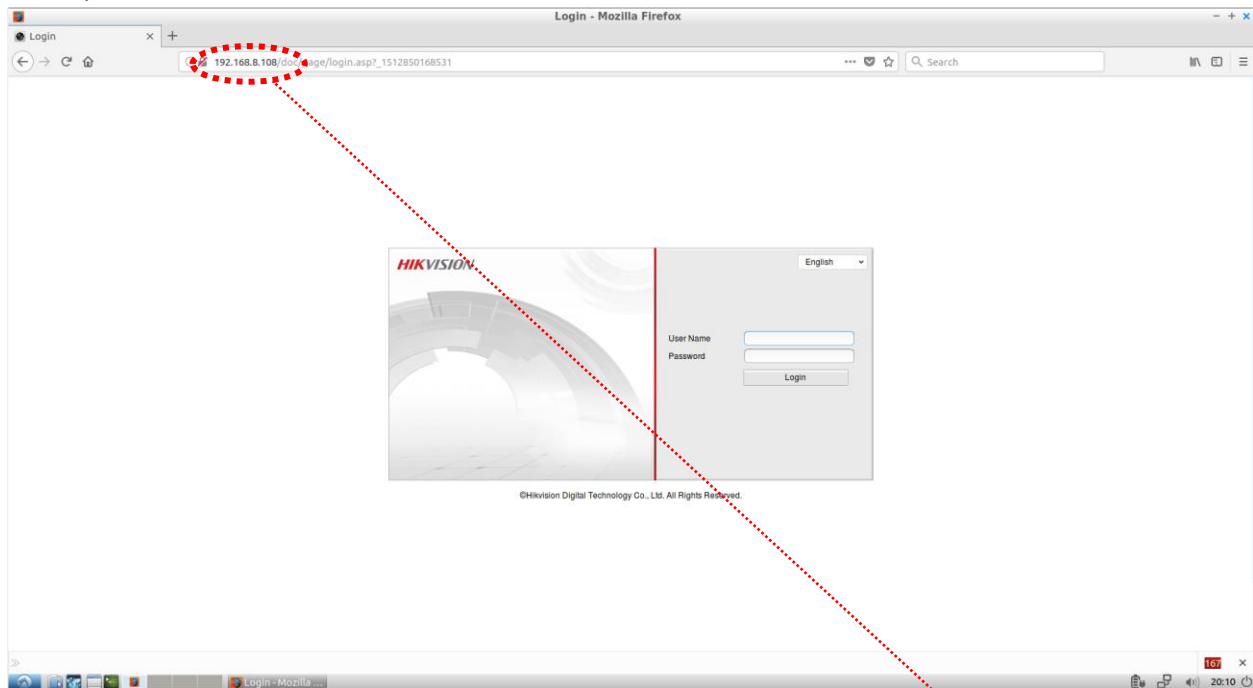 Login - Mozilla Firefox
Login
192.168.8.108/doc/page/login.asp?_1512850168531
Search
HIKVISION
English
User Name
Password
Login
©Hikvision Digital Technology Co., Ltd. All Rights Reserved.
167
Login - Mozilla ...
20:10